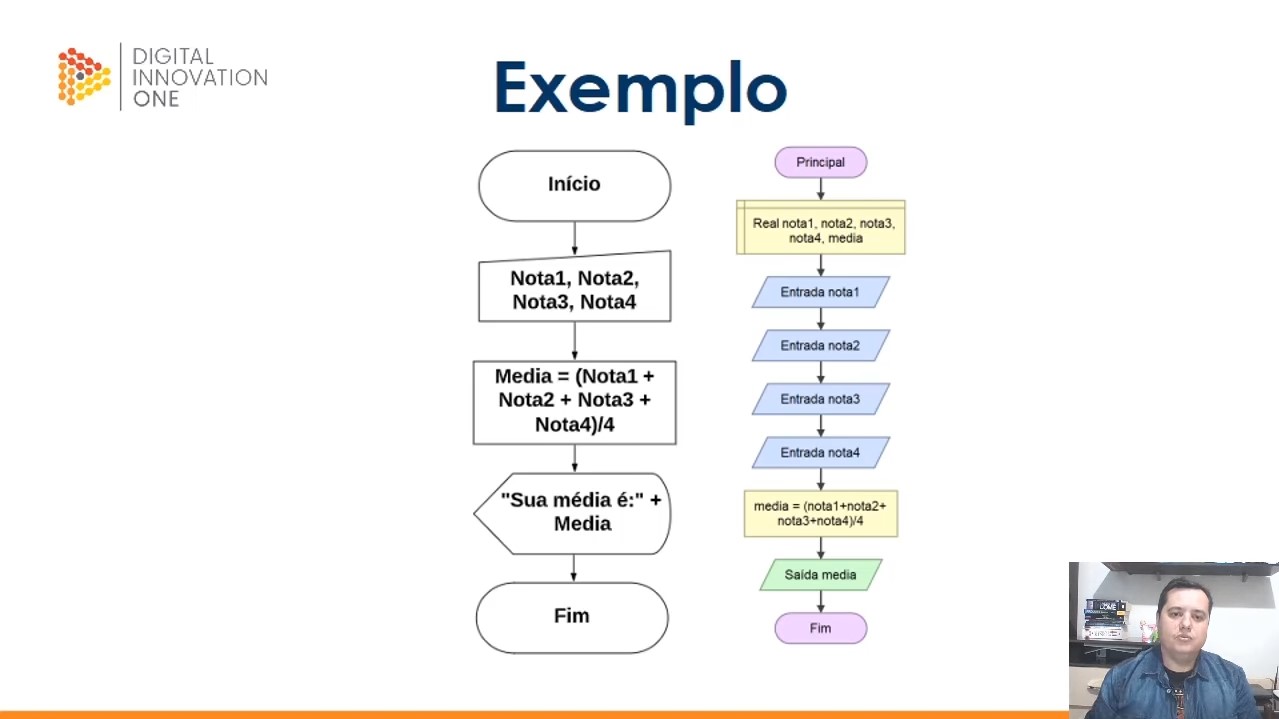 DIGITAL
INNOVATION
ONE
Exemplo
Início
Nota1, Nota2,
Nota3, Nota4
Media = (Nota1 +
Nota2 + Nota3 +
Nota4)/4
"Sua média é:" +
Media
Fim
Principal
Real nota1, nota2, nota3,
nota4, media
Entrada nota1
Entrada nota2
Entrada nota3
Entrada nota4
media = (nota1+nota2+
nota3+nota4)/4
Saída media
Fim